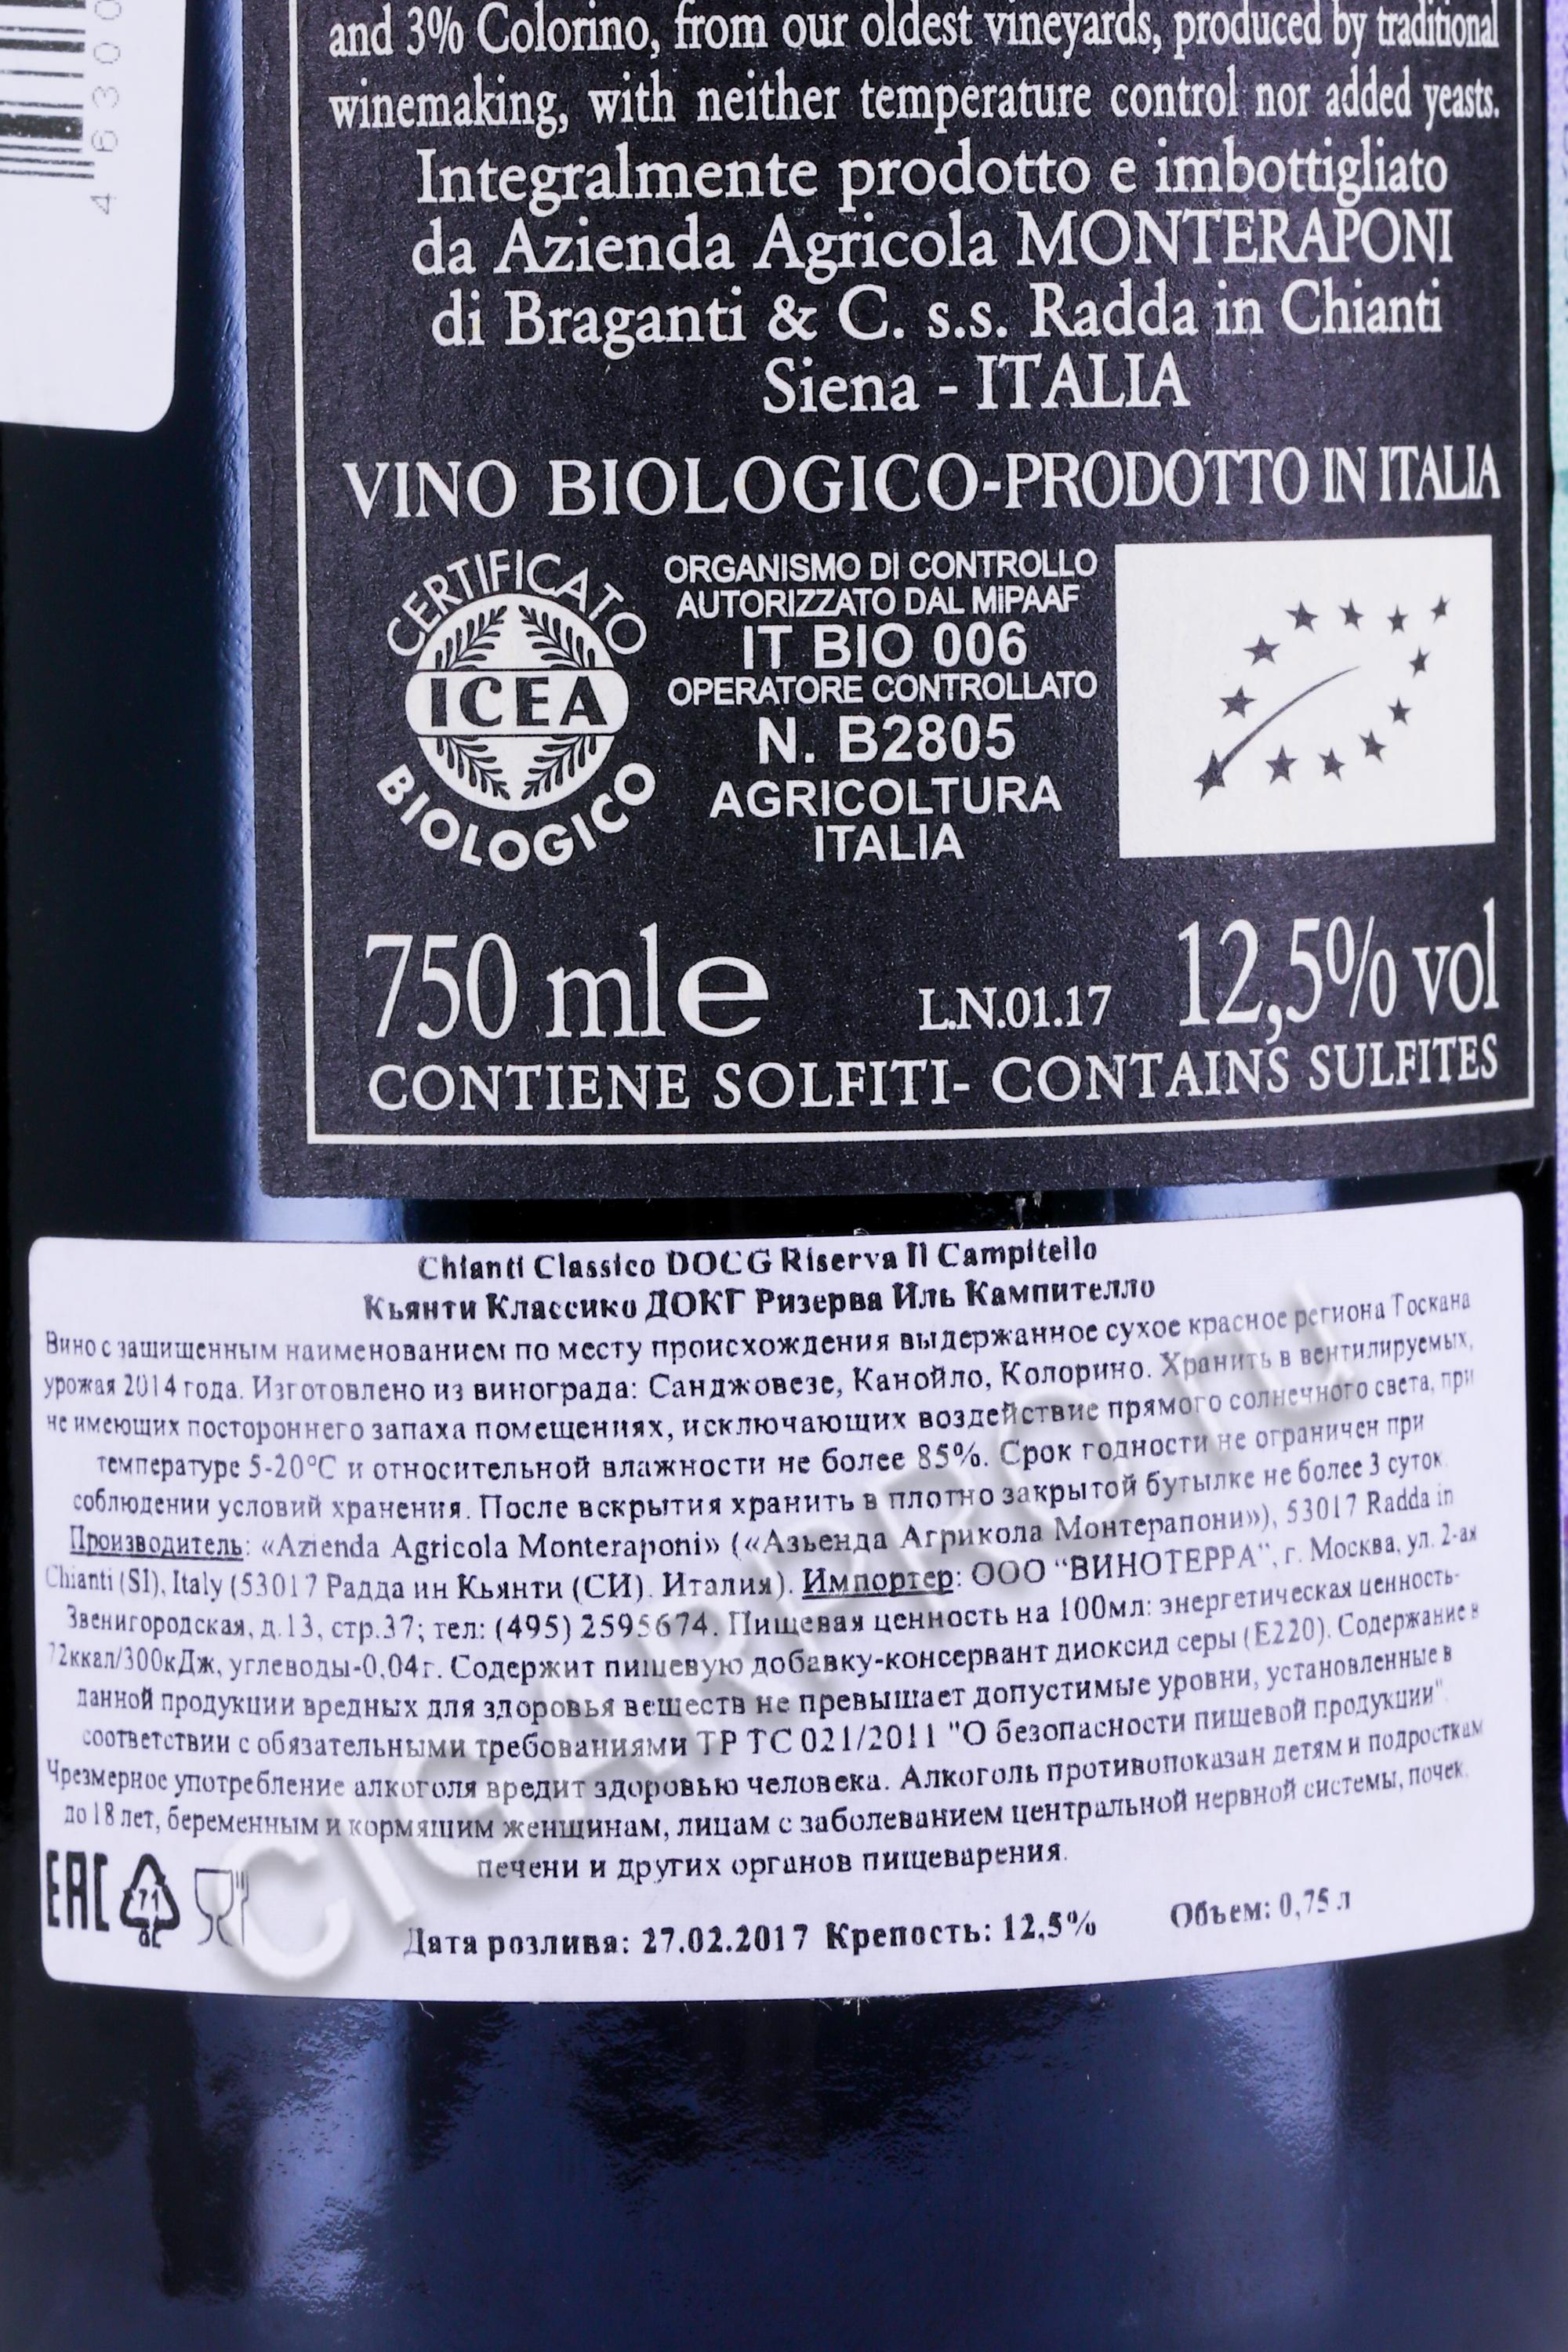 4 6300
and 3% Colorino, from our oldest vineyards, produced by traditional
winemaking, with neither temperature control nor added yeasts.
Integralmente prodotto e imbottigliato
da Azienda Agricola MONTERAPONI
di Braganti & C. s.s. Radda in Chianti
Siena - ITALIA
VINO BIOLOGICO-PRODOTTO IN ITALIA
CERTIFICATO
ICEA
BIOLOGICO
ORGANISMO DI CONTROLLO
AUTORIZZATO DAL MiPAAF
IT BIO 006
OPERATORE CONTROLLATO
N. B2805
AGRICOLTURA
ITALIA
750 ml e L.N.01.17 12,5% vol
CONTIENE SOLFITI- CONTAINS SULFITES
Chianti Classico DOCG Riserva Il Campitello
Кьянти Классико ДОКГ Ризерва Иль Кампителло
Вино с защищенным наименованием по месту происхождения выдержанное сухое красное региона Тоскана
урожая 2014 года. Изготовлено из винограда: Санджовезе, Канойло, Колорино. Хранить в вентилируемых,
не имеющих постороннего запаха помещениях, исключающих воздействие прямого солнечного света, при
температуре 5-20°C и относительной влажности не более 85%. Срок годности не ограничен при
соблюдении условий хранения. После вскрытия хранить в плотно закрытой бутылке не более 3 суток.
Производитель: «Azienda Agricola Monteraponi» («Азьенда Агрикола Монтерапони»), 53017 Radda in
Chianti (SI), Italy (53017 Радда ин Кьянти (СИ). Италия). Импортер: ООО "ВИНОТЕРРА", г. Москва, ул. 2-ая
Звенигородская, д.13, стр.37; тел: (495) 2595674. Пищевая ценность на 100мл: энергетическая ценность-
72ккал/300кДж, углеводы-0,04г. Содержит пищевую добавку-консервант диоксид серы (Е220). Содержание в
данной продукции вредных для здоровья веществ не превышает допустимые уровни, установленные в
соответствии с обязательными требованиями ТР ТС 021/2011 "О безопасности пищевой продукции".
Чрезмерное употребление алкоголя вредит здоровью человека. Алкоголь противопоказан детям и подросткам
до 18 лет, беременным и кормящим женщинам, лицам с заболеванием центральной нервной системы, почек,
печени и других органов пищеварения.
EAC 71 GL
Дата розлива: 27.02.2017 Крепость: 12,5% Объем: 0,75 л
CIGARPRO.ru